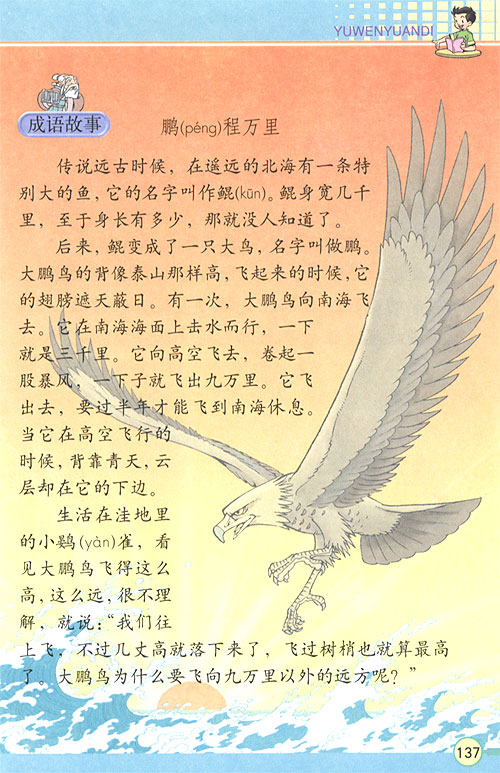 YUWENYUANDI
成语故事
鹏(péng)程万里
传说远古时候，在遥远的北海有一条特
别大的鱼，它的名字叫作鲲(kūn)。鲲身宽几千
里，至于身长有多少，那就没人知道了。
后来，鲲变成了一只大鸟，名字叫做鹏。
大鹏鸟的背像泰山那样高，飞起来的时候，它
的翅膀遮天蔽日。有一次，大鹏鸟向南海飞
去。它在南海海面上击水而行，一下
就是三千里。它向高空飞去，卷起一
股暴风，一下子就飞出九万里。它飞
出去，要过半年才能飞到南海休息。
当它在高空飞行的
时候，背靠青天，云
层却在它的下边。
生活在洼地里
的小鹞(yàn)雀，看
见大鹏鸟飞得这么
高，这么远，很不理
解，就说：“我们往
上飞，不过几丈高就落下来了，飞过树梢也就算最高
了。大鹏鸟为什么要飞向九万里以外的远方呢？”
137